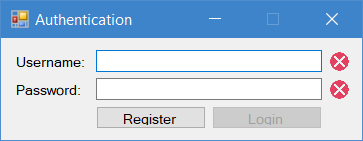 Authentication
Username:
Password:
Register Login